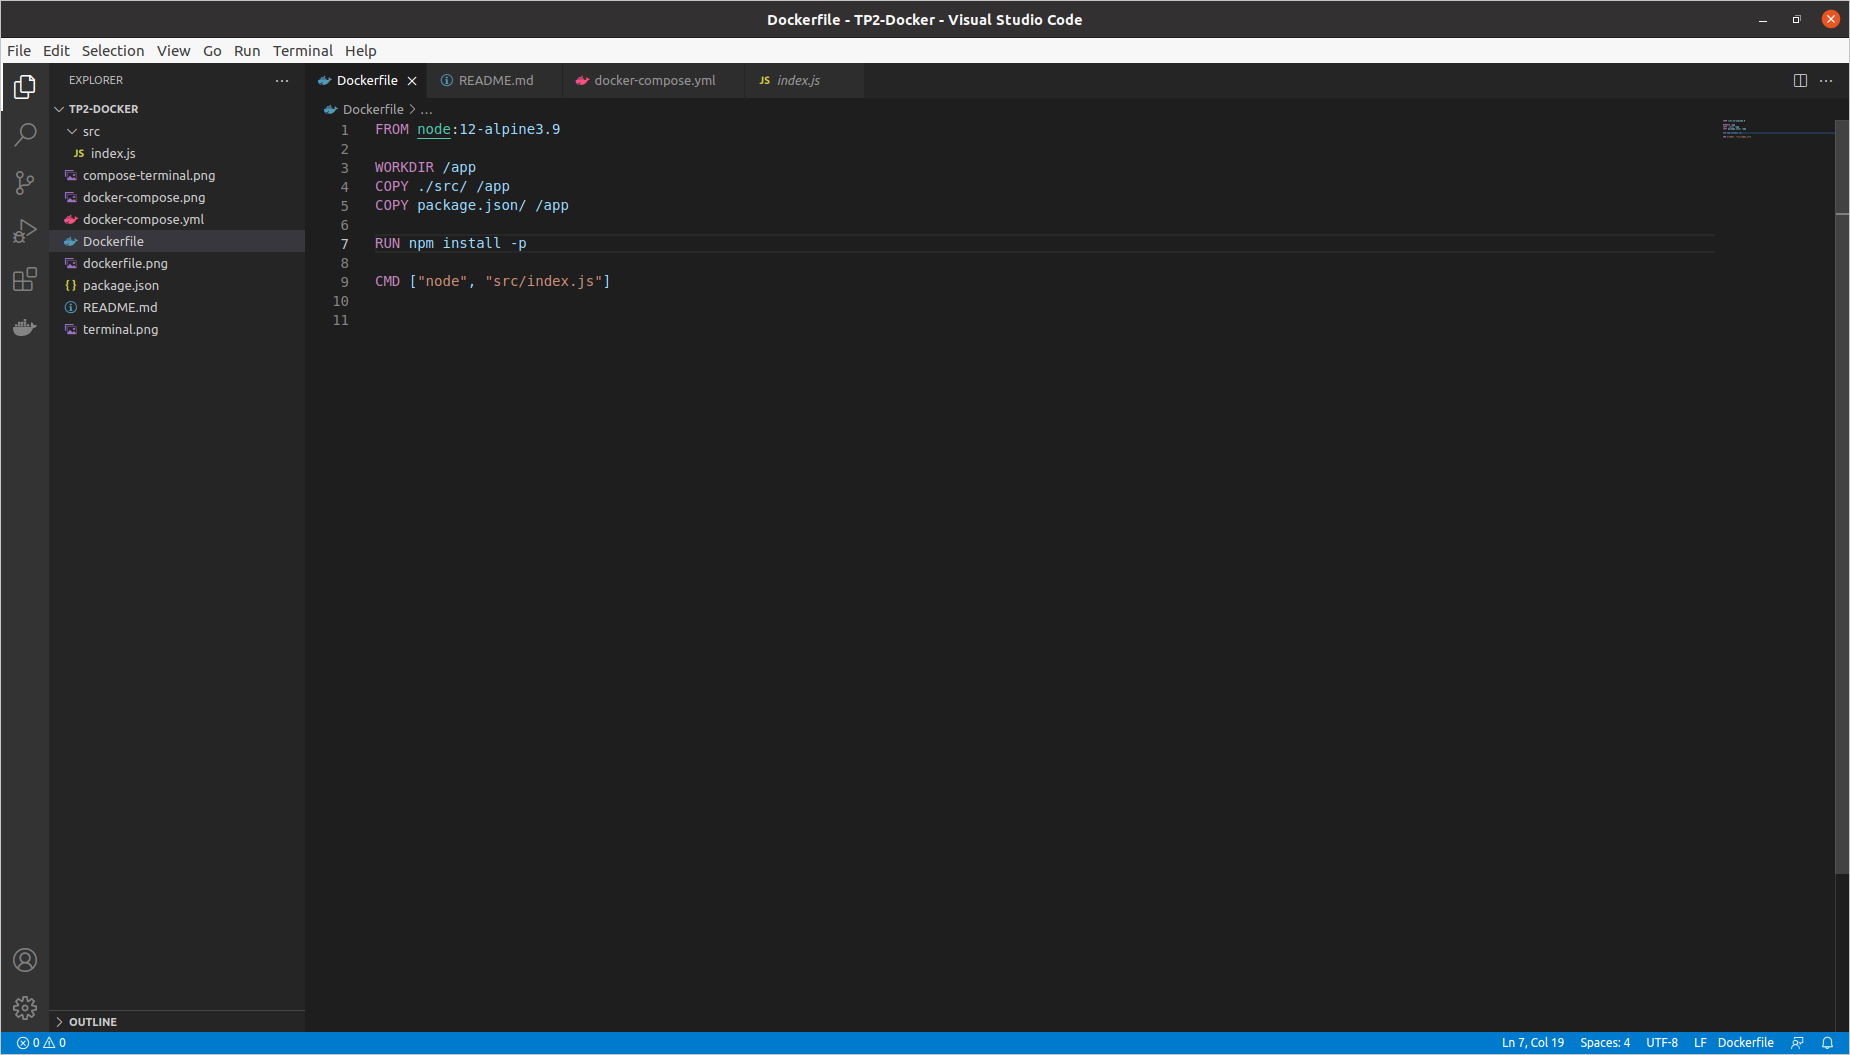 Dockerfile - TP2-Docker - Visual Studio Code
File Edit Selection View Go Run Terminal Help
EXPLORER
TP2-DOCKER
src
JS index.js
compose-terminal.png
docker-compose.png
docker-compose.yml
Dockerfile
dockerfile.png
{} package.json
README.md
terminal.png
OUTLINE
Dockerfile README.md docker-compose.yml JS index.js
Dockerfile > ...
1 FROM node:12-alpine3.9
2
3 WORKDIR /app
4 COPY ./src/ /app
5 COPY package.json/ /app
6
7 RUN npm install -p
8
9 CMD ["node", "src/index.js"]
10
11
0 0 Ln 7, Col 19 Spaces: 4 UTF-8 LF Dockerfile